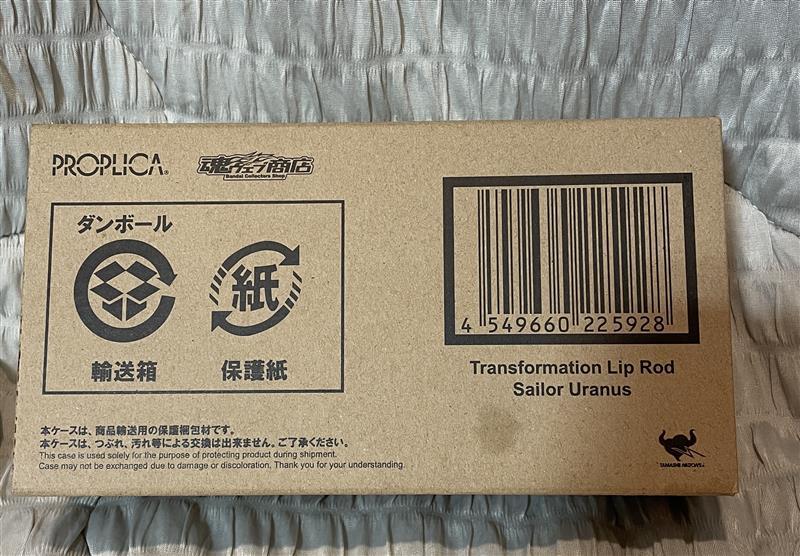 PROPLICA®
魂ウェブ商店
Bandai Collectors Shop
ダンボール
紙
輸送箱
保護紙
4 549660 225928
Transformation Lip Rod
Sailor Uranus
本ケースは、商品輸送用の保護梱包材です。
本ケースは、つぶれ、汚れ等による交換は出来ません。ご了承ください。
This case is used solely for the purpose of protecting product during shipment.
Case may not be exchanged due to damage or discoloration. Thank you for your understanding.
TAMASHII NATIONS